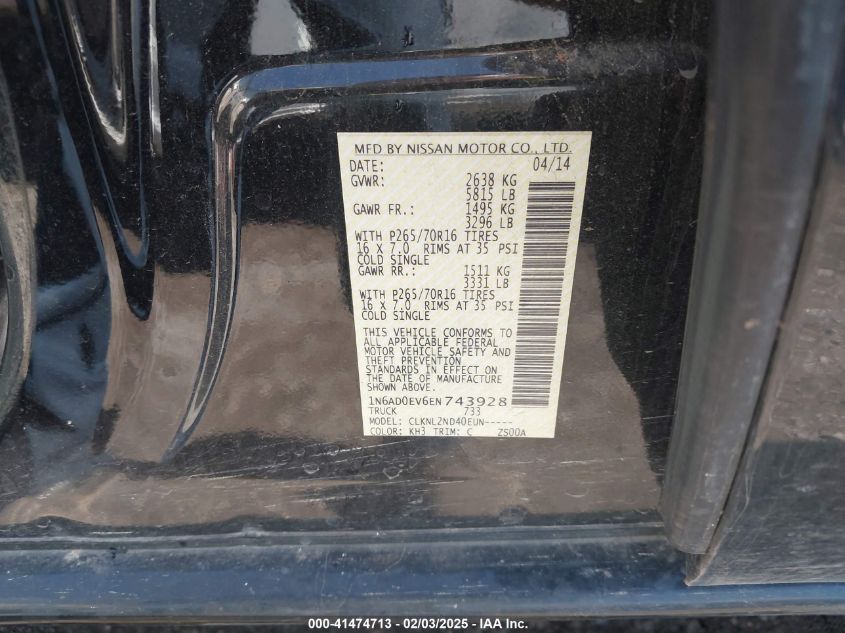 MFD BY NISSAN MOTOR CO., LTD.
DATE: 04/14
GVWR: 2638 KG
5815 LB
GAWR FR.: 1495 KG
3296 LB
WITH P265/70R16 TIRES
16 X 7.0 RIMS AT 35 PSI
COLD SINGLE
GAWR RR.: 1511 KG
3331 LB
WITH P265/70R16 TIRES
16 X 7.0 RIMS AT 35 PSI
COLD SINGLE
THIS VEHICLE CONFORMS TO
ALL APPLICABLE FEDERAL
MOTOR VEHICLE SAFETY AND
THEFT PREVENTION
STANDARDS IN EFFECT ON
THE DATE OF MANUFACTURE
SHOWN ABOVE.
1N6AD0EV6EN743928
TRUCK 733
MODEL: CLKNLZND40EUN-----
COLOR: KH3 TRIM: C ZS00A
000-41474713 - 02/03/2025 - IAA Inc.